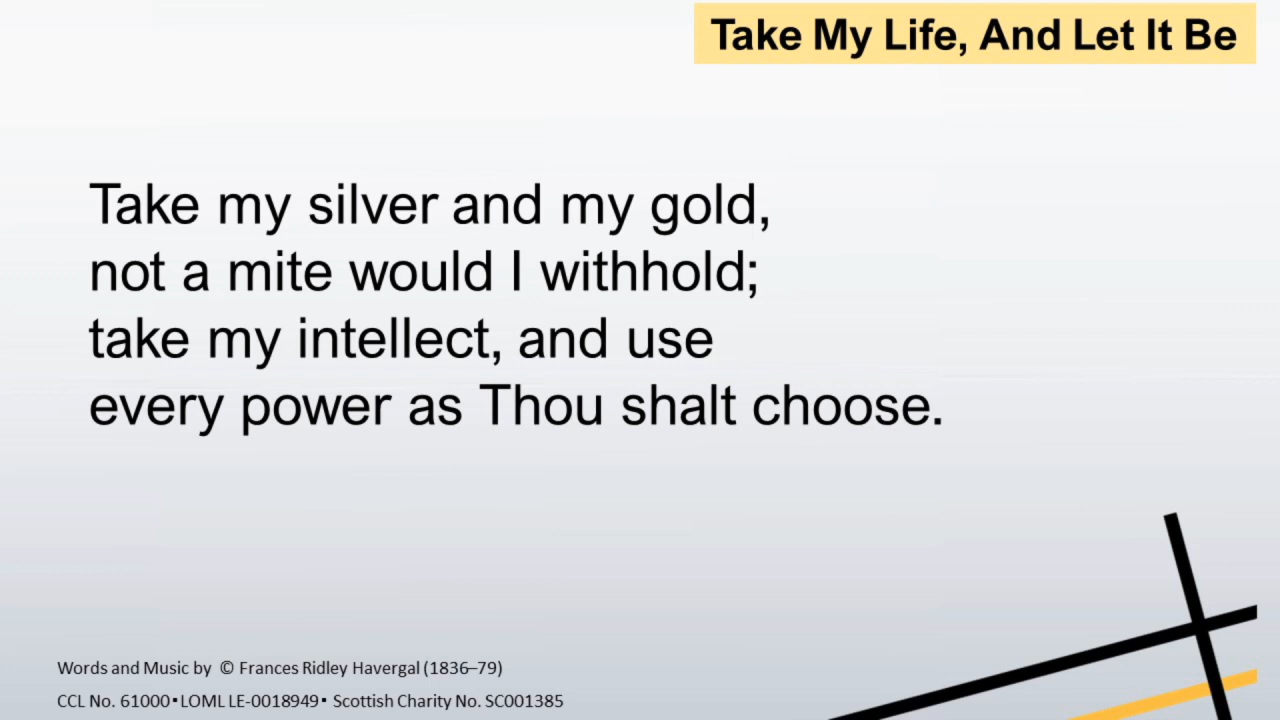 Take My Life, And Let It Be
Take my silver and my gold,
not a mite would I withhold;
take my intellect, and use
every power as Thou shalt choose.
Words and Music by © Frances Ridley Havergal (1836–79)
CCL No. 61000▪LOML LE-0018949▪ Scottish Charity No. SC001385